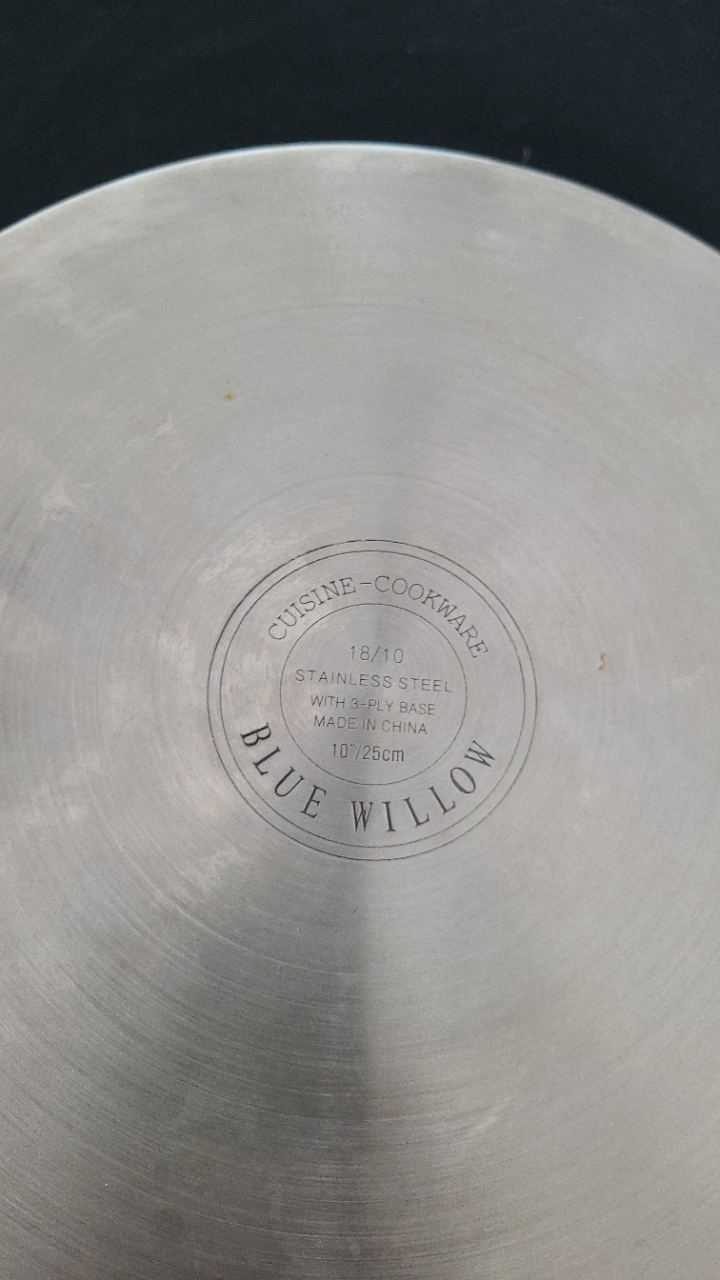 CUISINE-COOKWARE
18/10
STAINLESS STEEL
WITH 3-PLY BASE
MADE IN CHINA
10"/25cm
BLUE WILLOW